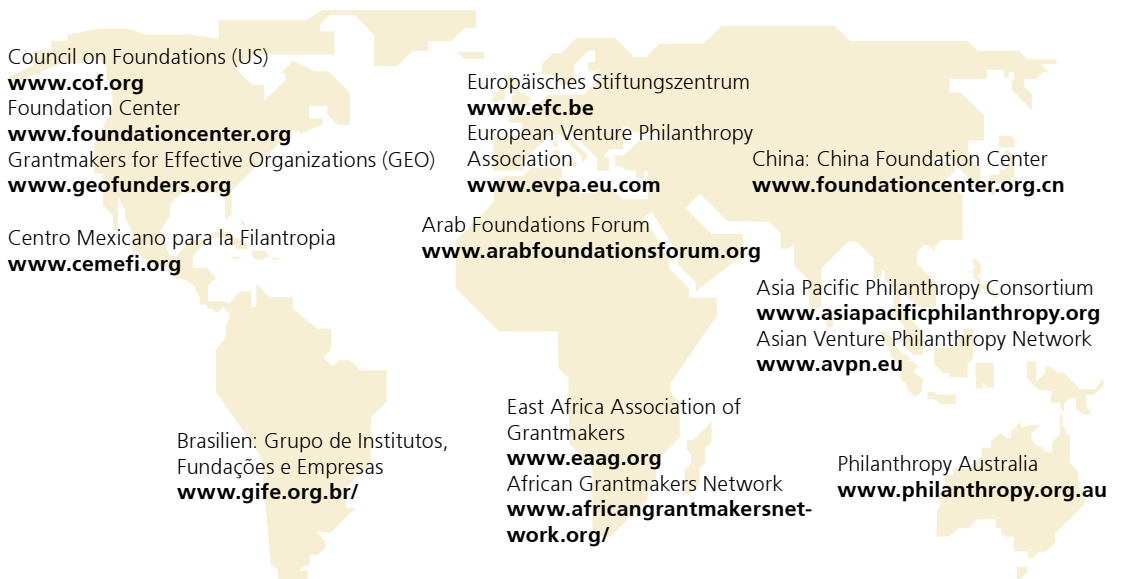 Council on Foundations (US)
www.cof.org
Foundation Center
www.foundationcenter.org
Grantmakers for Effective Organizations (GEO)
www.geofunders.org
Centro Mexicano para la Filantropia
www.cemefi.org
Europäisches Stiftungszentrum
www.efc.be
European Venture Philanthropy
Association
www.evpa.eu.com
China: China Foundation Center
www.foundationcenter.org.cn
Arab Foundations Forum
www.arabfoundationsforum.org
Asia Pacific Philanthropy Consortium
www.asiapacificphilanthropy.org
Asian Venture Philanthropy Network
www.avpn.eu
Brasilien: Grupo de Institutos,
Fundações e Empresas
www.gife.org.br/
East Africa Association of
Grantmakers
www.eaag.org
African Grantmakers Network
www.africangrantmakersnet-
work.org/
Philanthropy Australia
www.philanthropy.org.au